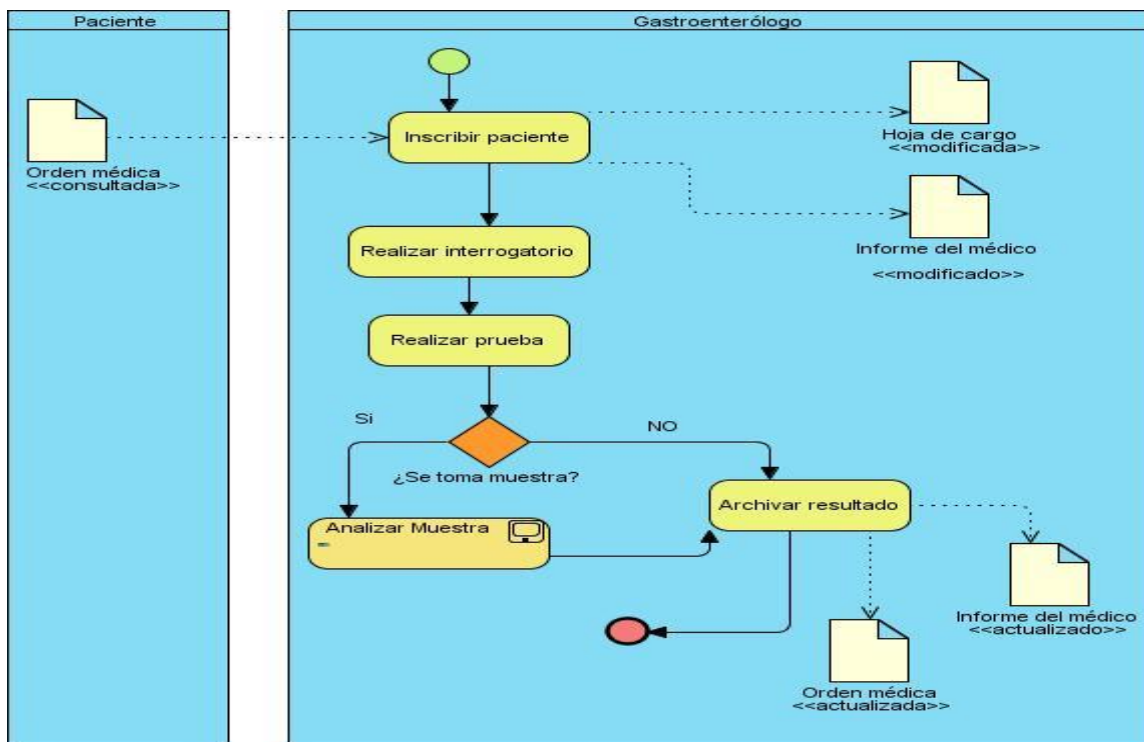 Paciente
Gastroenterólogo
Orden médica
<<consultada>>
Inscribir paciente
Hoja de cargo
<<modificada>>
Informe del médico
<<modificado>>
Realizar interrogatorio
Realizar prueba
Si
NO
¿Se toma muestra?
Analizar Muestra
Archivar resultado
Informe del médico
<<actualizado>>
Orden médica
<<actualizada>>